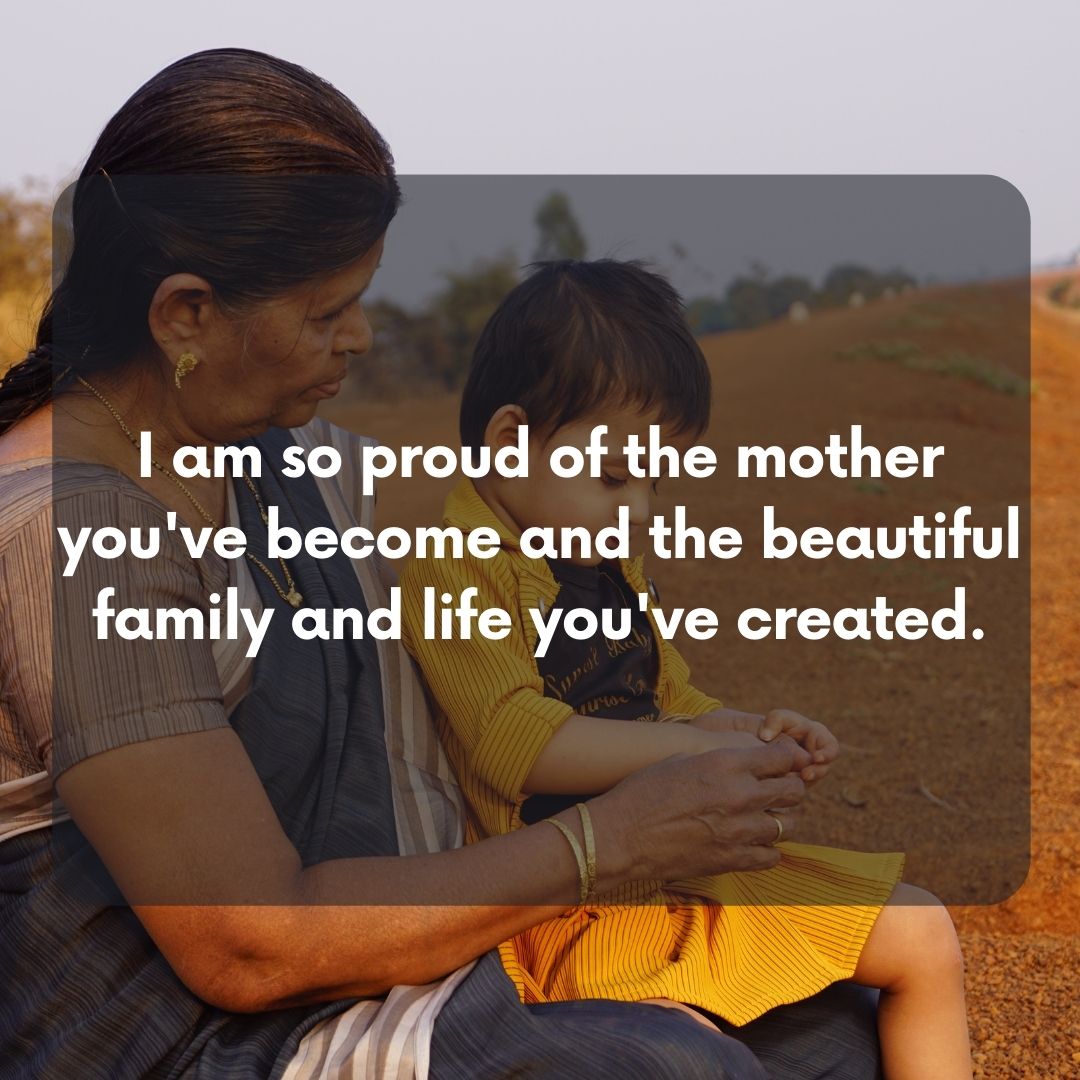 I am so proud of the mother
you've become and the beautiful
family and life you've created.